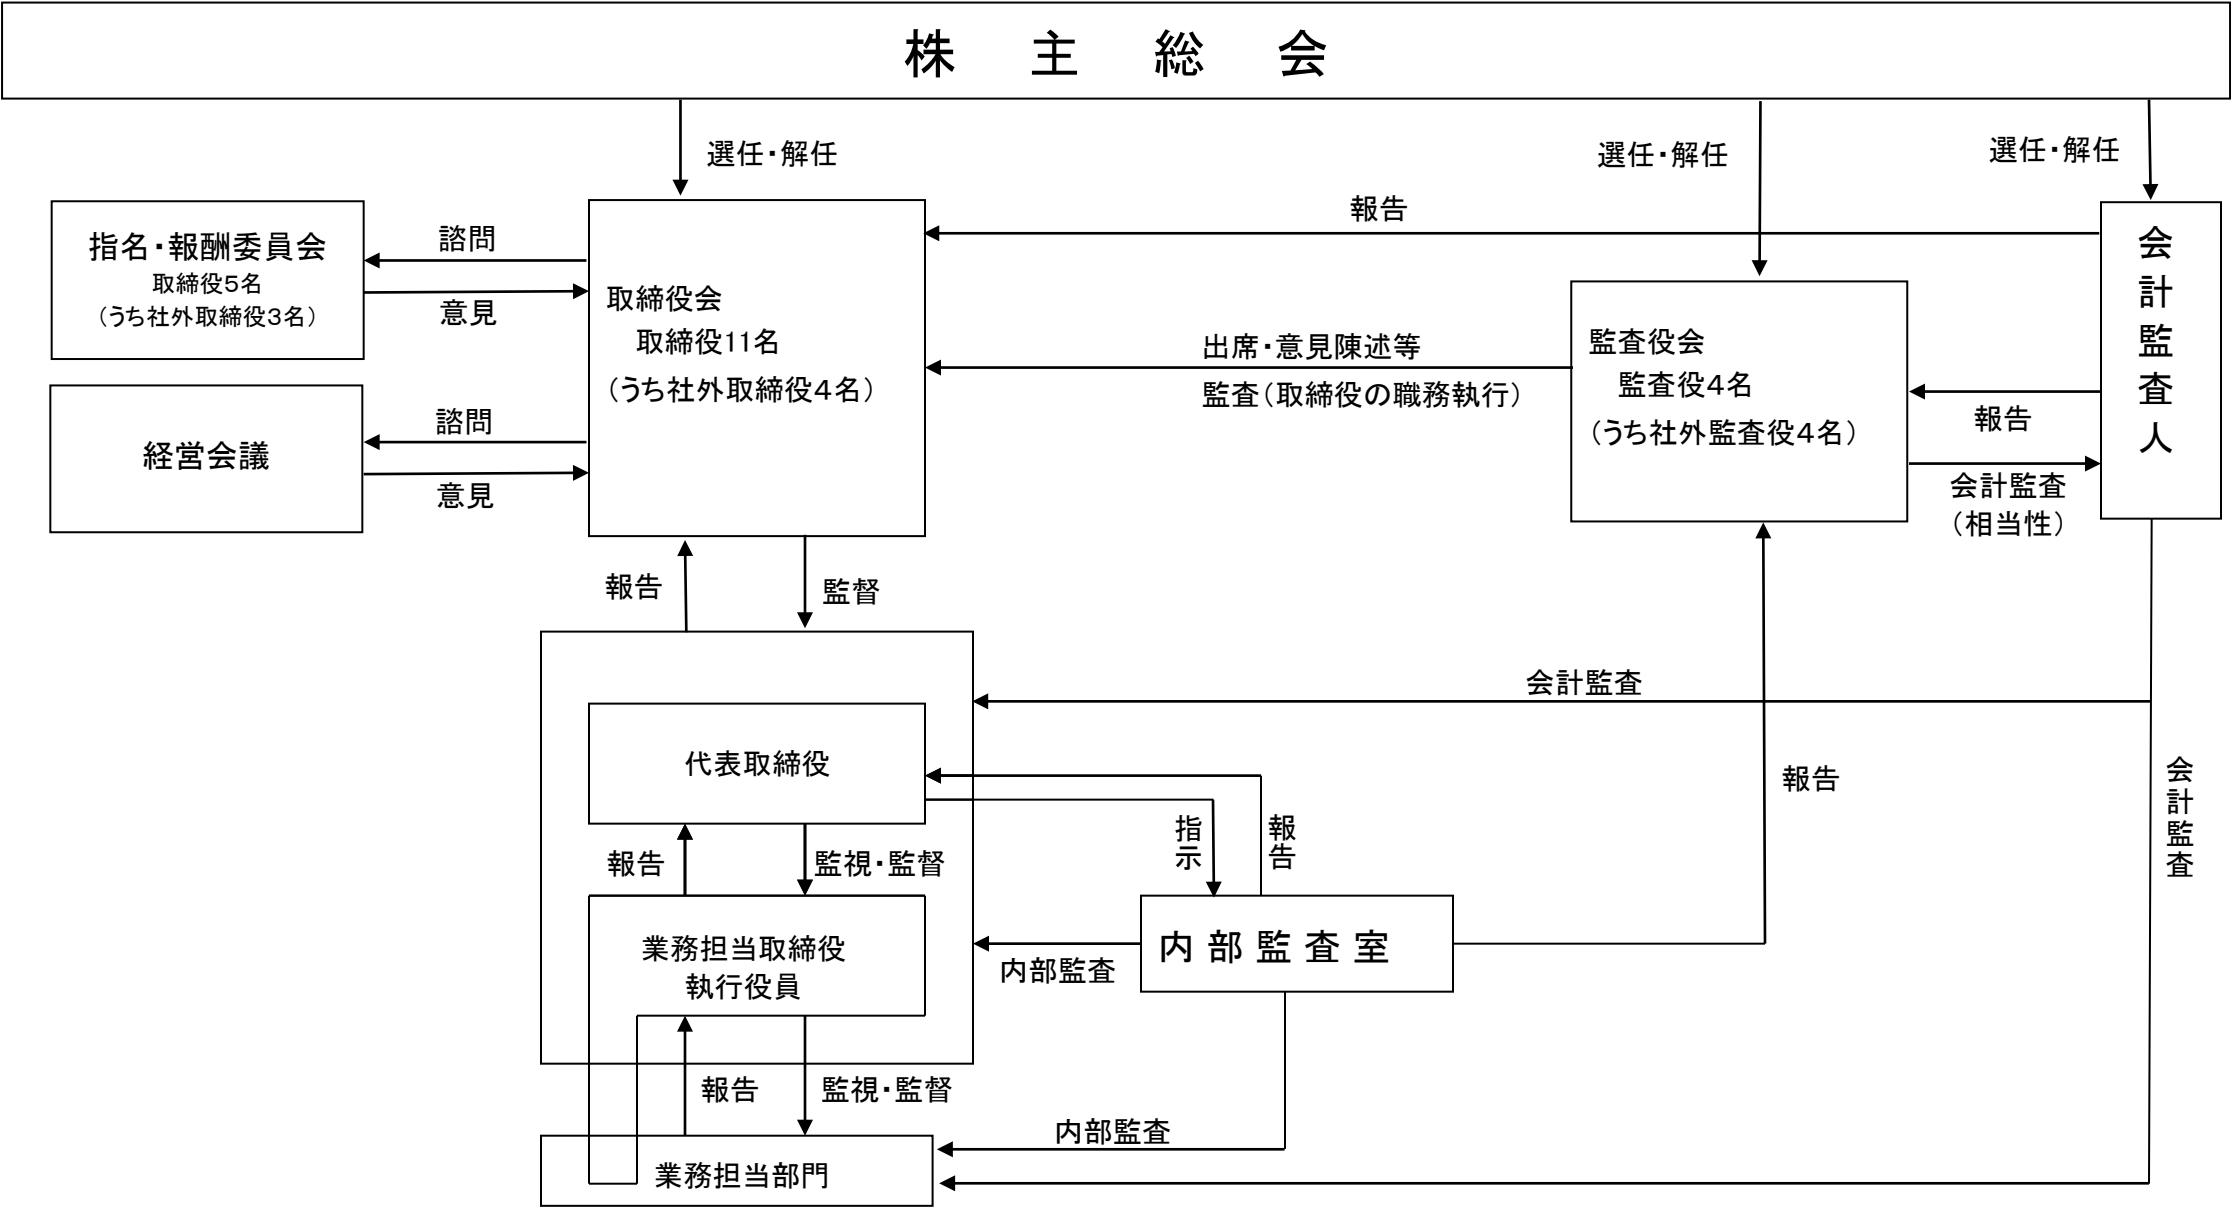 株 主 総 会
選任・解任
選任・解任
選任・解任
指名・報酬委員会
取締役5名
（うち社外取締役3名）
諮問
意見
取締役会
取締役11名
（うち社外取締役4名）
報告
出席・意見陳述等
監査（取締役の職務執行）
監査役会
監査役4名
（うち社外監査役4名）
会計監査人
報告
会計監査
（相当性）
経営会議
諮問
意見
報告
監督
会計監査
代表取締役
報告
会計監査
指示
報告
報告
監視・監督
業務担当取締役
執行役員
内部監査
内 部 監 査 室
報告
監視・監督
内部監査
業務担当部門